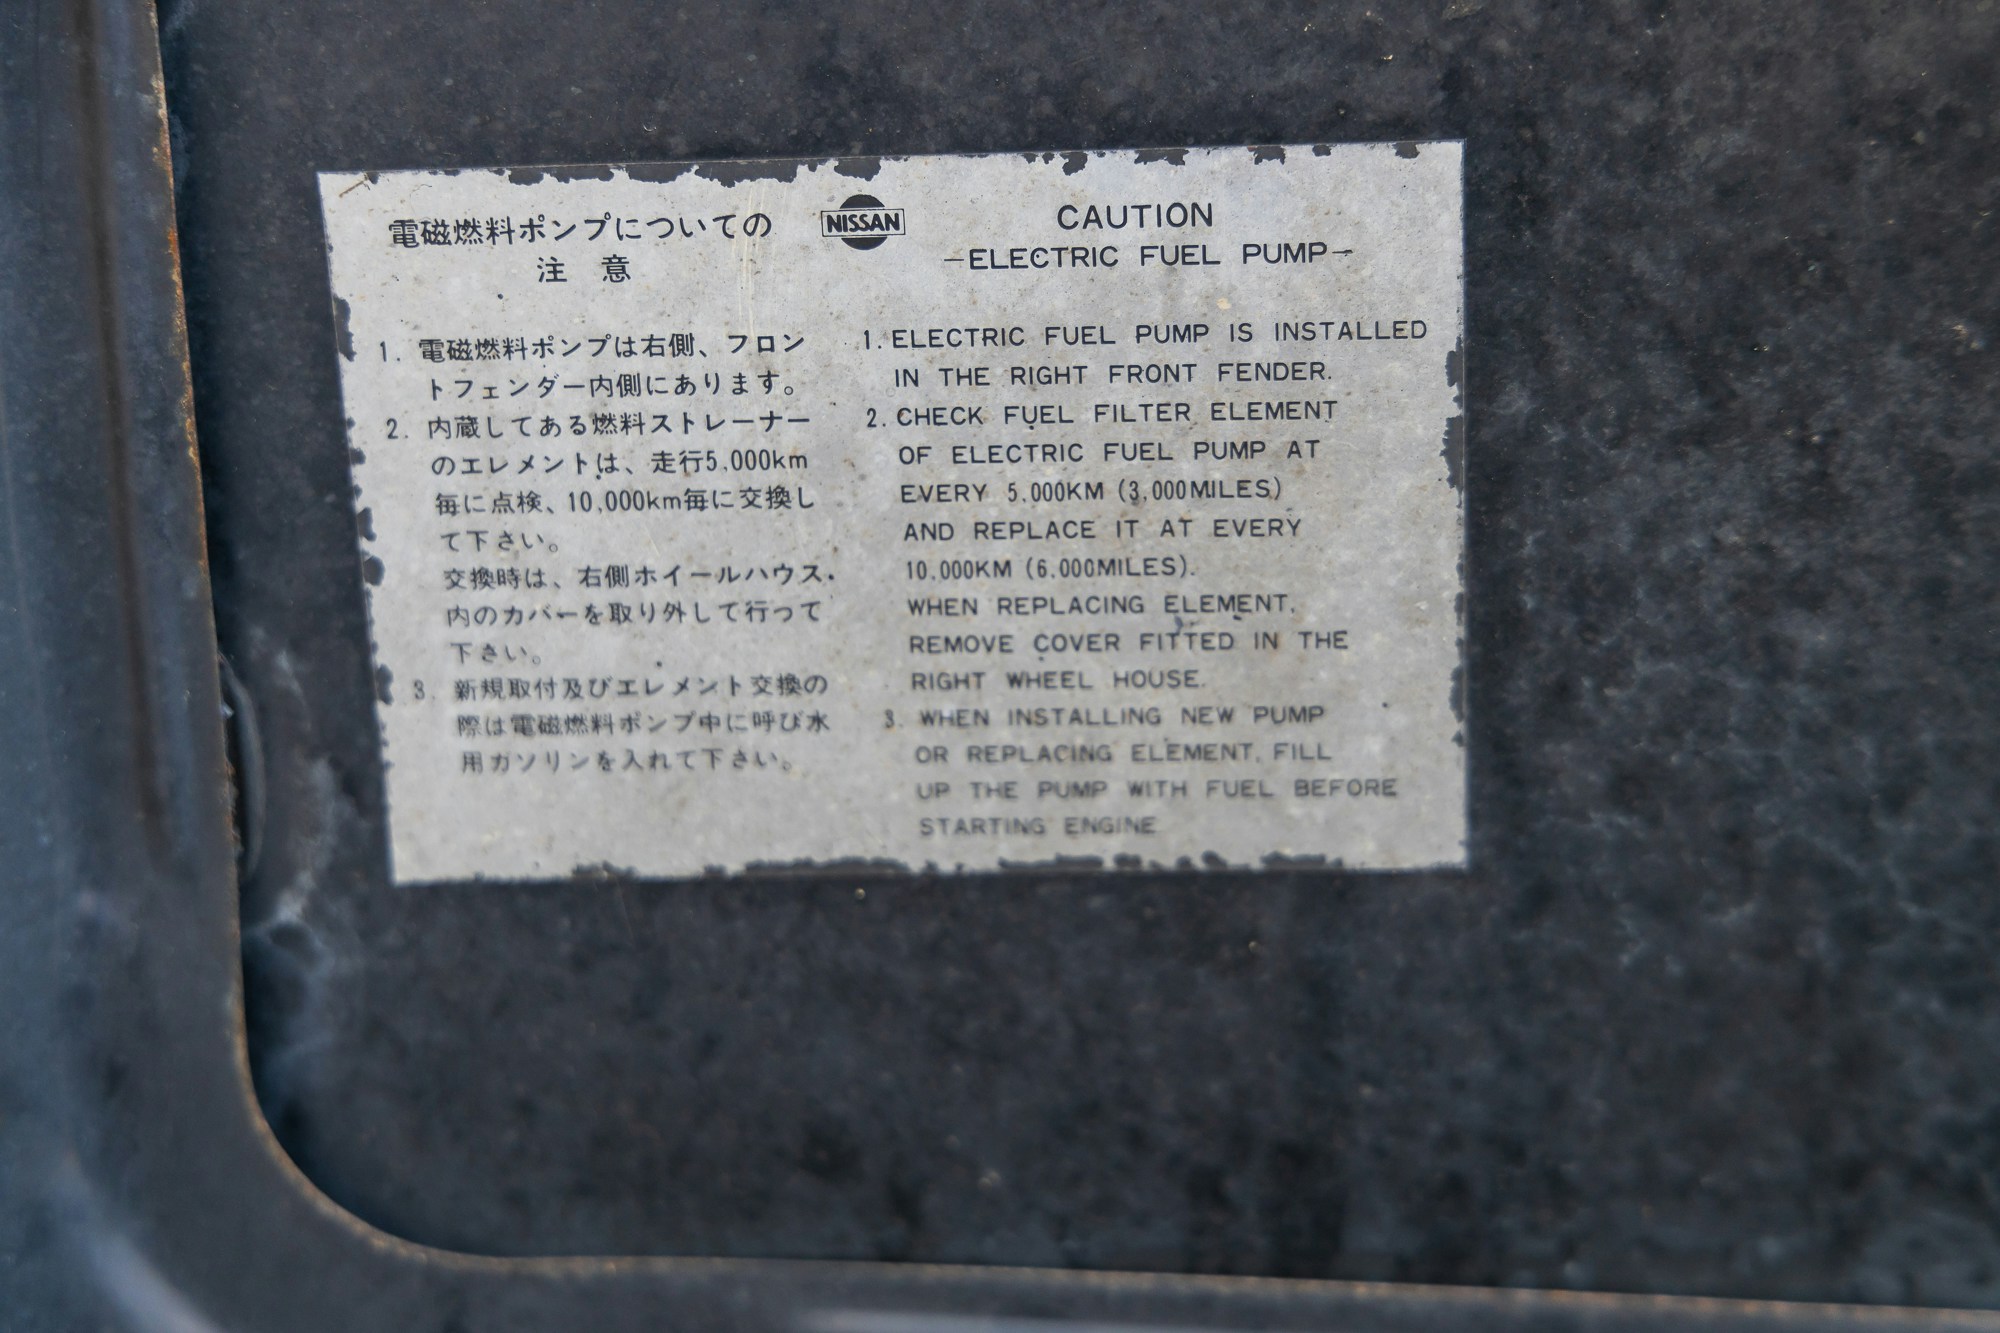 電磁燃料ポンプについての
注 意
1. 電磁燃料ポンプは右側、フロン
トフェンダー内側にあります。
2. 内蔵してある燃料ストレーナー
のエレメントは、走行5,000km
毎に点検、10,000km毎に交換し
て下さい。
交換時は、右側ホイールハウス・
内のカバーを取り外して行って
下さい。
3. 新規取付及びエレメント交換の
際は電磁燃料ポンプ中に呼び水
用ガソリンを入れて下さい。
NISSAN
CAUTION
-ELECTRIC FUEL PUMP-
1. ELECTRIC FUEL PUMP IS INSTALLED
IN THE RIGHT FRONT FENDER.
2. CHECK FUEL FILTER ELEMENT
OF ELECTRIC FUEL PUMP AT
EVERY 5,000KM (3,000MILES)
AND REPLACE IT AT EVERY
10,000KM (6,000MILES).
WHEN REPLACING ELEMENT,
REMOVE COVER FITTED IN THE
RIGHT WHEEL HOUSE.
3. WHEN INSTALLING NEW PUMP
OR REPLACING ELEMENT, FILL
UP THE PUMP WITH FUEL BEFORE
STARTING ENGINE